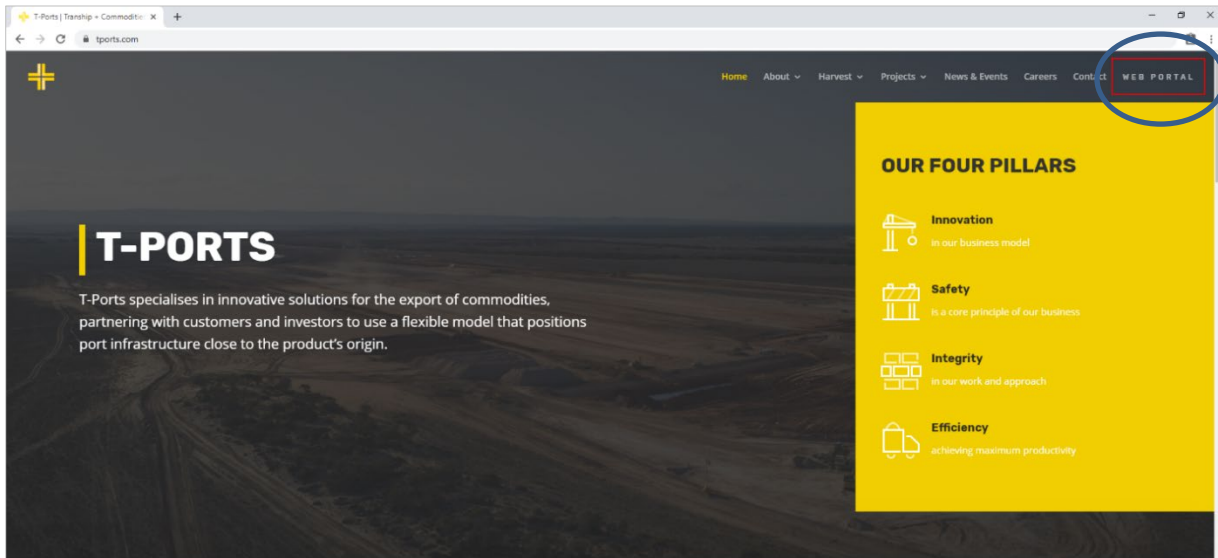 T-Ports | Tranship + Commoditie
tports.com
Home About Harvest Projects News & Events Careers Contact WEB PORTAL
OUR FOUR PILLARS
Innovation
in our business model
T-PORTS
Safety
is a core principle of our business
T-Ports specialises in innovative solutions for the export of commodities,
partnering with customers and investors to use a flexible model that positions
port infrastructure close to the product's origin.
Integrity
in our work and approach
Efficiency
achieving maximum productivity